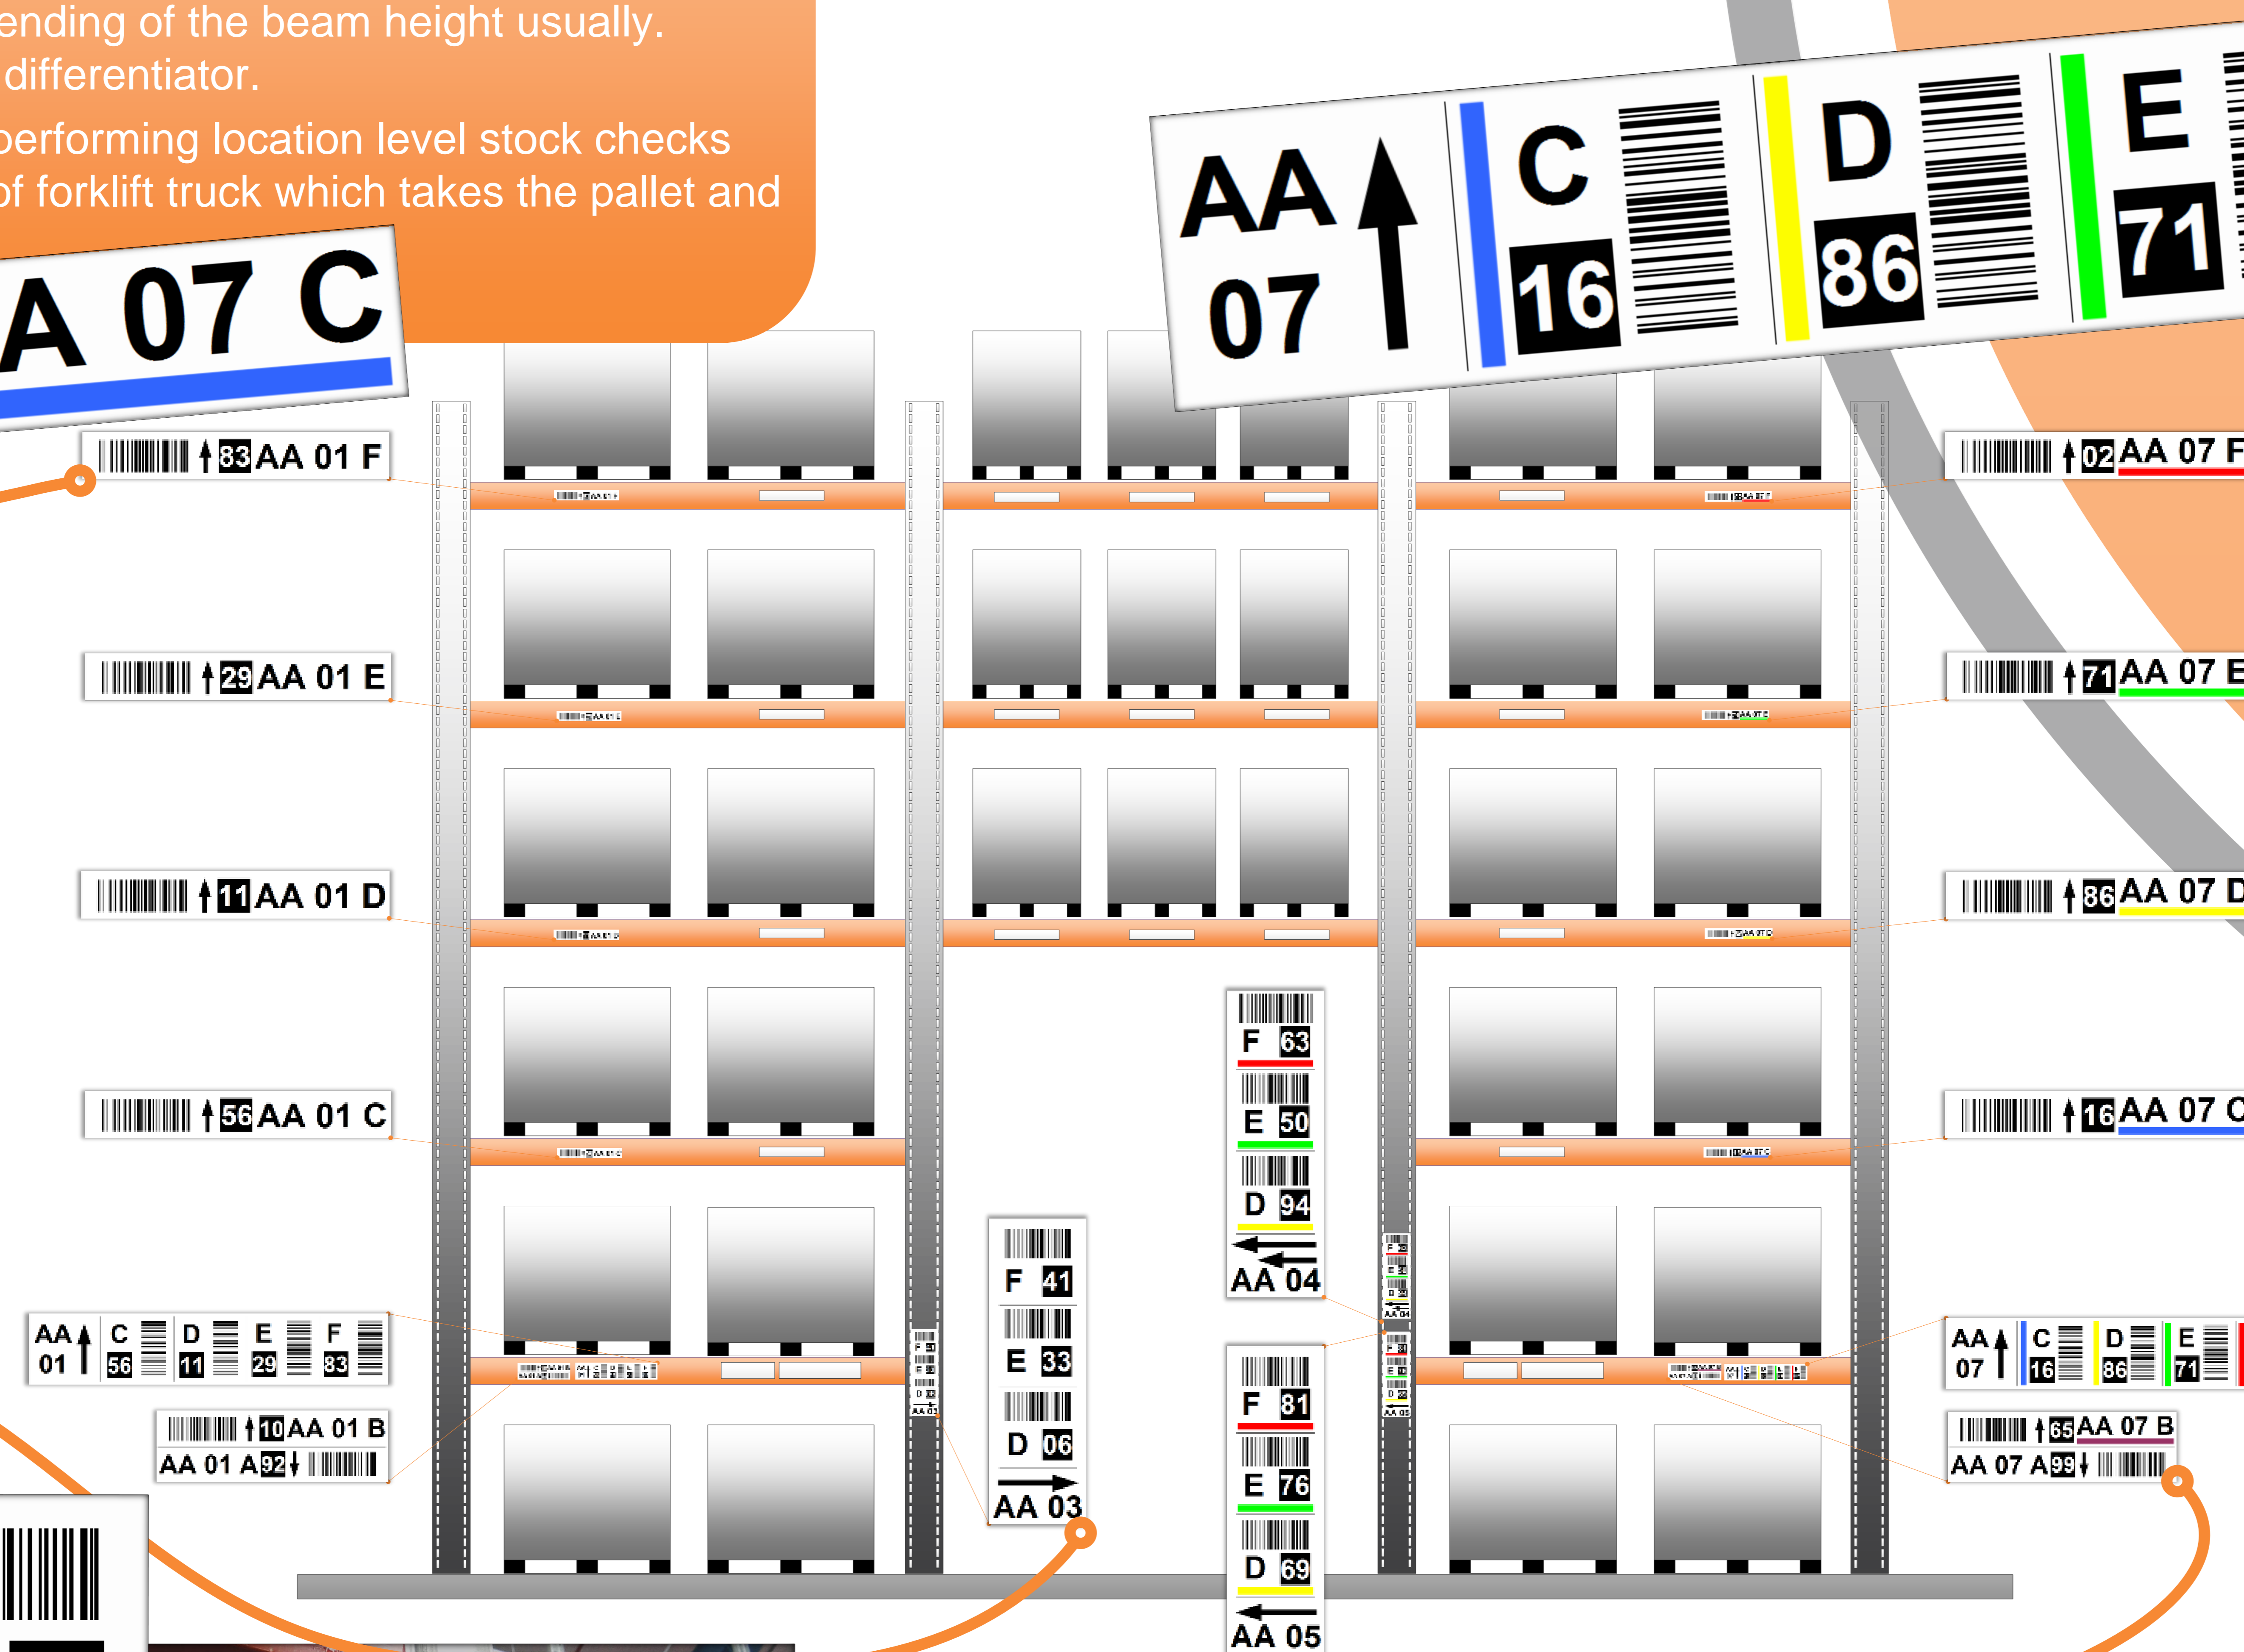 ending of the beam height usually.
differentiator.
performing location level stock checks
of forklift truck which takes the pallet and
A 07 C
AA
07
C
16
D
86
E
71
83 AA 01 F
29 AA 01 E
11 AA 01 D
56 AA 01 C
AA
01
C
56
D
11
E
29
F
83
10 AA 01 B
AA 01 A 92
F 41
E 33
D 06
AA 03
F 63
E 50
D 94
AA 04
F 81
E 76
D 69
AA 05
02 AA 07 F
71 AA 07 E
86 AA 07 D
16 AA 07 C
AA
07
C
16
D
86
E
71
65 AA 07 B
AA 07 A 99